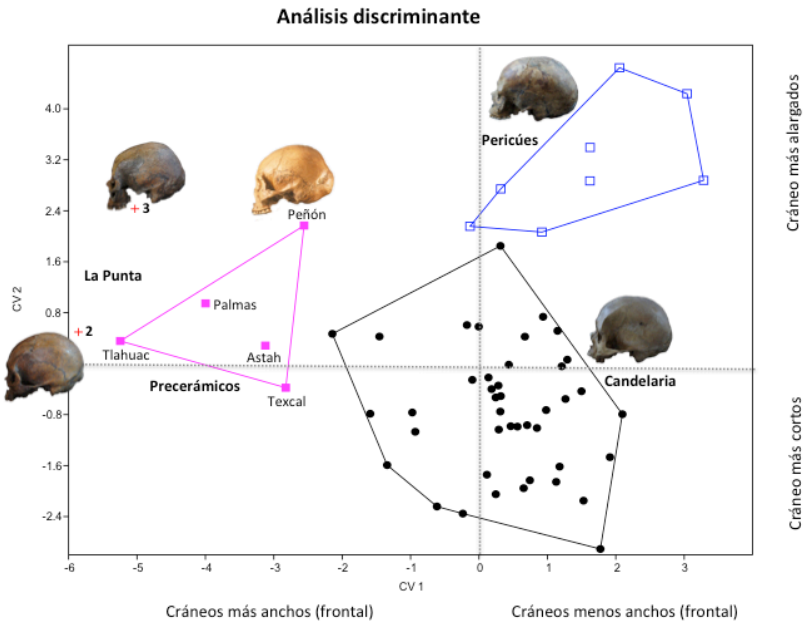 Análisis discriminante
4.0
3.2
2.4
1.6
0.8
-0.8
-1.6
-2.4
CV 2
-6
-5
-4
-3
-2
-1
0
1
2
3
CV 1
Pericúes
+ 3
Peñón
La Punta
Palmas
+ 2
Tlahuac
Astah
Precerámicos
Texcal
Candelaria
Cráneo más alargados
Cráneo más cortos
Cráneos más anchos (frontal)
Cráneos menos anchos (frontal)